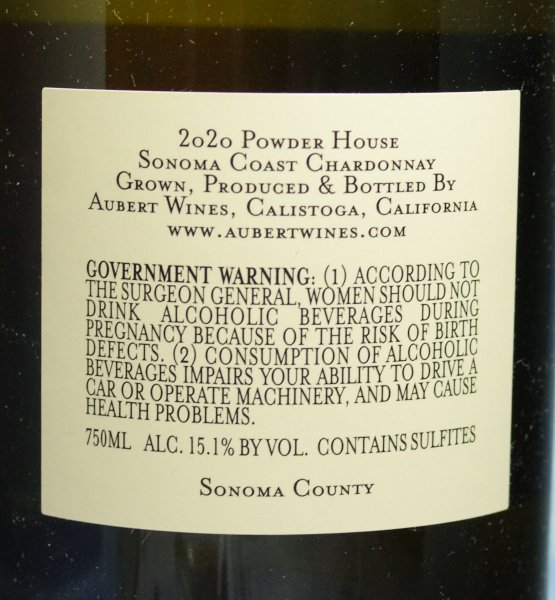 2020 Powder House
Sonoma Coast Chardonnay
Grown, Produced & Bottled By
Aubert Wines, Calistoga, California
www.aubertwines.com
GOVERNMENT WARNING: (1) ACCORDING TO
THE SURGEON GENERAL, WOMEN SHOULD NOT
DRINK ALCOHOLIC BEVERAGES DURING
PREGNANCY BECAUSE OF THE RISK OF BIRTH
DEFECTS. (2) CONSUMPTION OF ALCOHOLIC
BEVERAGES IMPAIRS YOUR ABILITY TO DRIVE A
CAR OR OPERATE MACHINERY, AND MAY CAUSE
HEALTH PROBLEMS.
750ML ALC. 15.1% BY VOL. CONTAINS SULFITES
Sonoma County